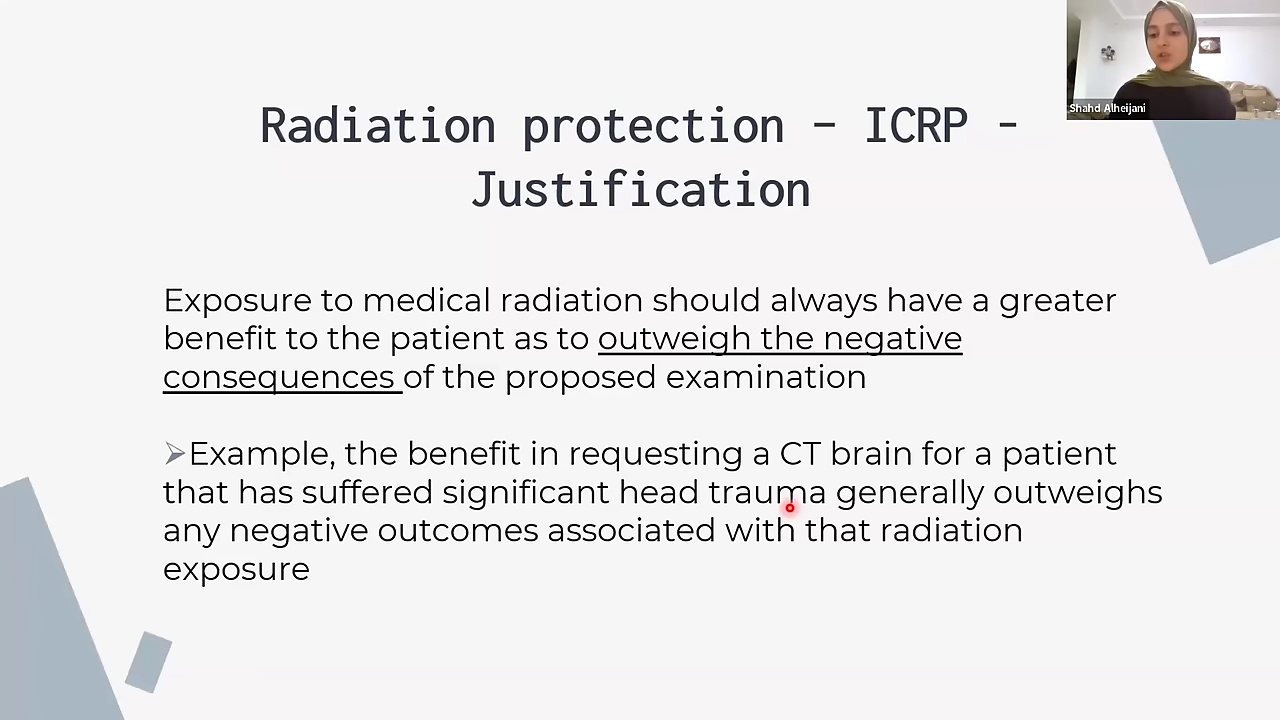 Radiation protection – ICRP -
Justification
Shahd Alheijani
Exposure to medical radiation should always have a greater
benefit to the patient as to outweigh the negative
consequences of the proposed examination
➢Example, the benefit in requesting a CT brain for a patient
that has suffered significant head trauma generally outweighs
any negative outcomes associated with that radiation
exposure